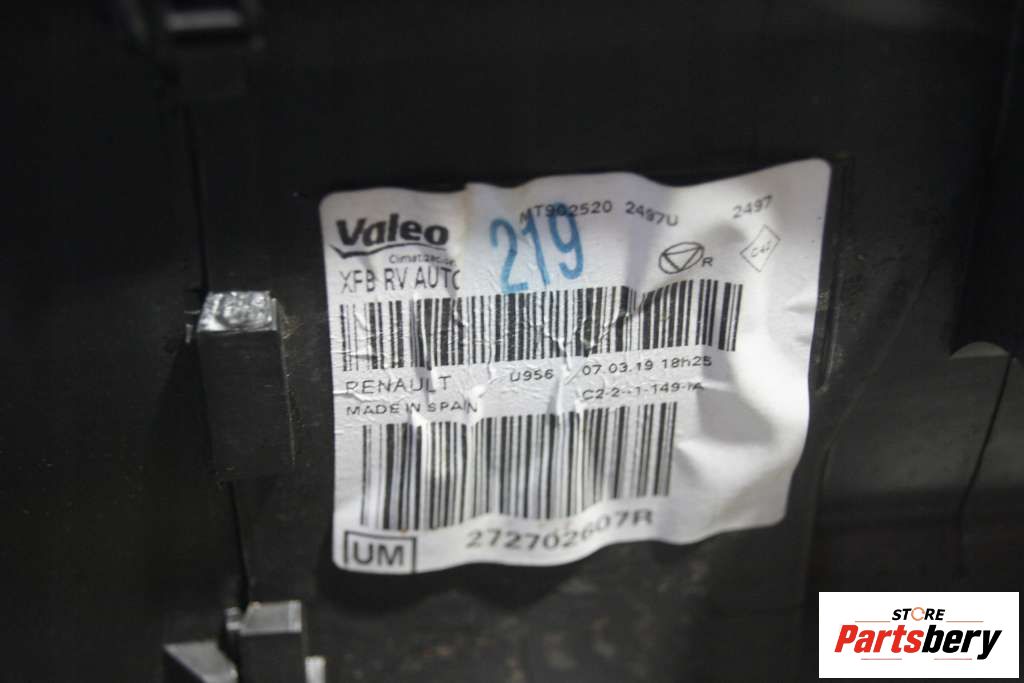 Valeo
MT902520 2497U 2497
219
XFB RV AUTO
R
RENAULT U956 07.03.19 18h25
MADE IN SPAIN
UM 272702607R
STORE
Partsbery